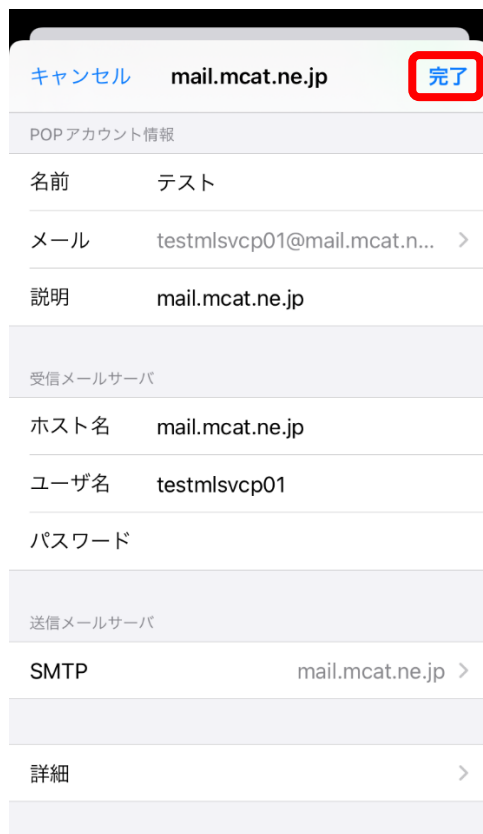 キャンセル mail.mcat.ne.jp 完了
POPアカウント情報
名前 テスト
メール testmlsvcp01@mail.mcat.n...
説明 mail.mcat.ne.jp
受信メールサーバ
ホスト名 mail.mcat.ne.jp
ユーザ名 testmlsvcp01
パスワード
送信メールサーバ
SMTP mail.mcat.ne.jp
詳細